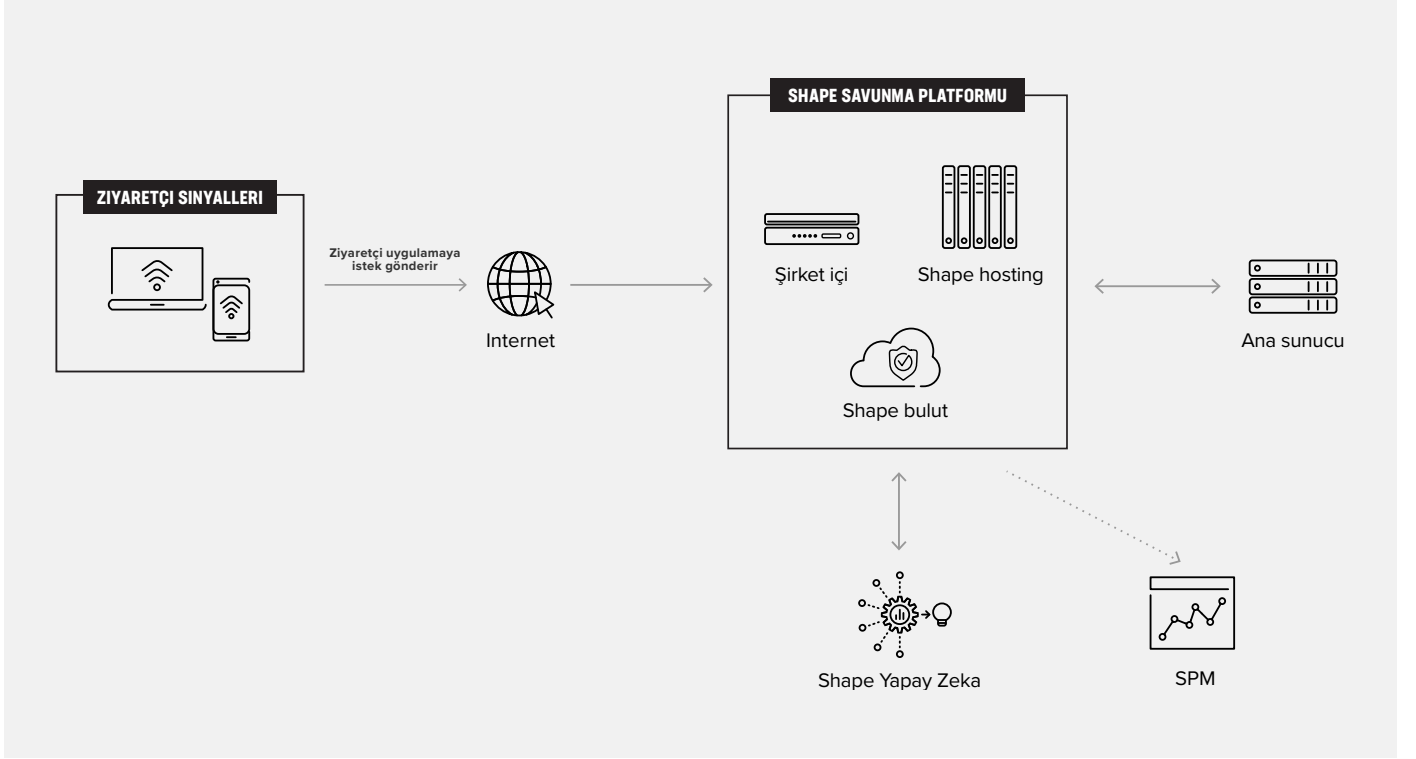 SHAPE SAVUNMA PLATFORMU
ZIYARETÇI SINYALLERI
Ziyaretçi uygulamaya
istek gönderir
Internet
Şirket içi
Shape hosting
Shape bulut
Ana sunucu
Shape Yapay Zeka
SPM